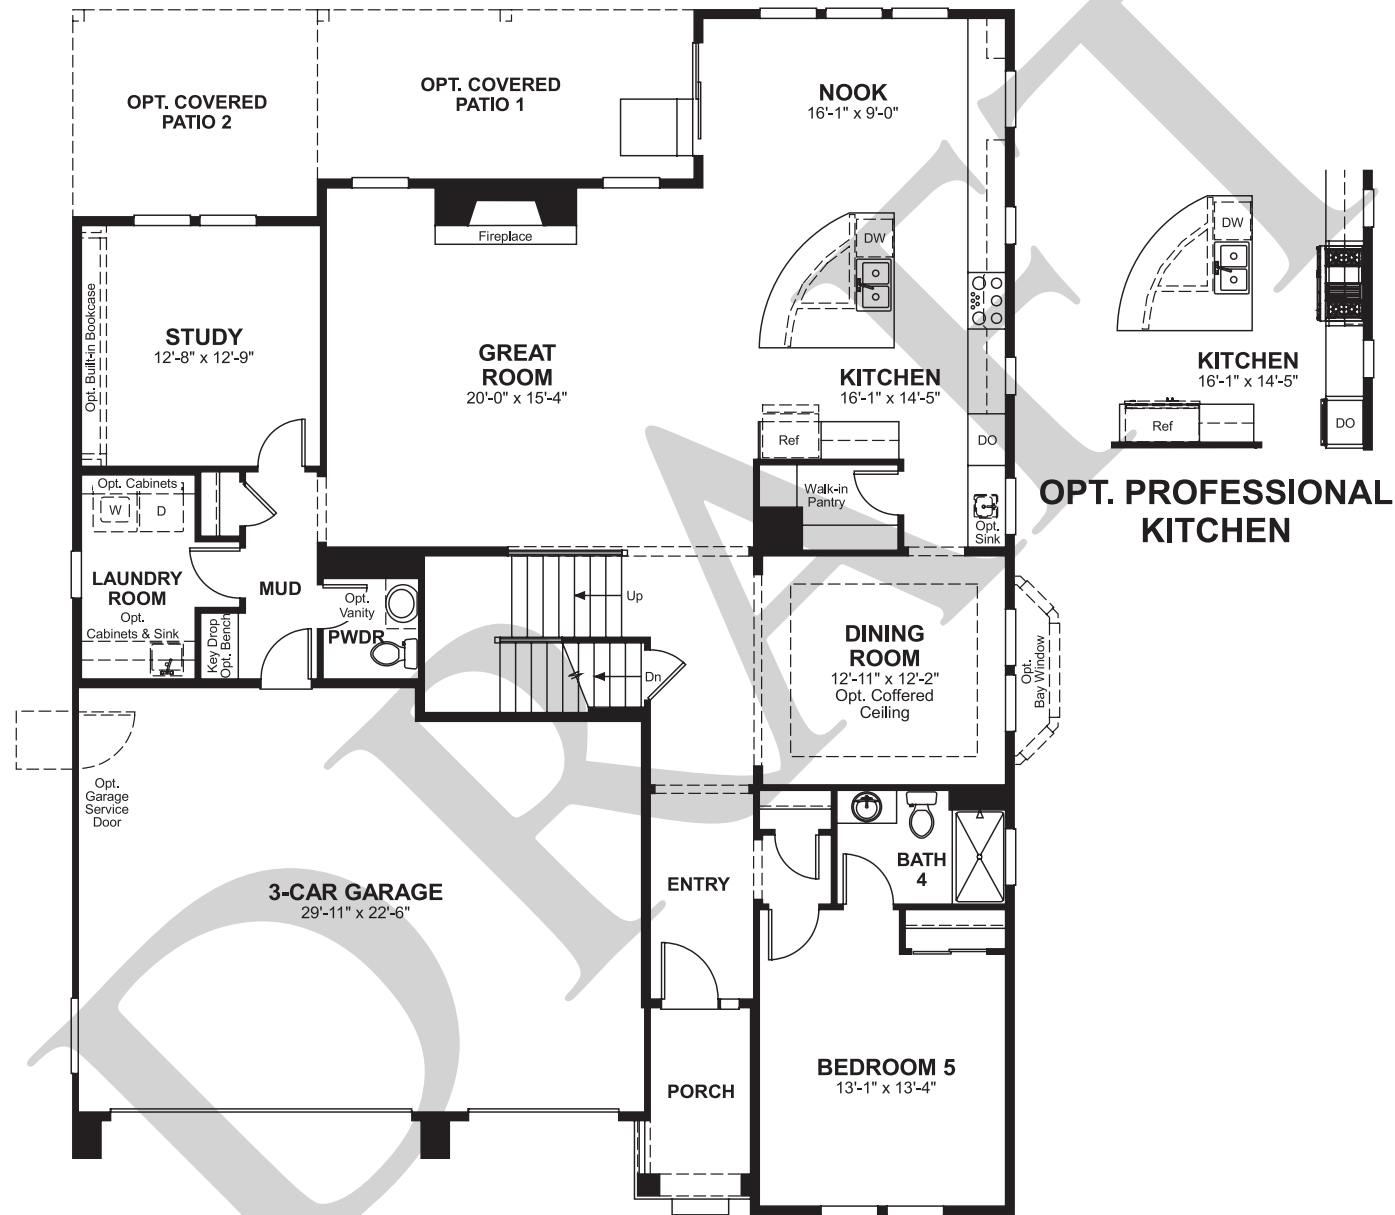 OPT. COVERED
PATIO 2
OPT. COVERED
PATIO 1
NOOK
16'-1" x 9'-0"
Fireplace
DW
DW
Opt. Built-in Bookcase
STUDY
12'-8" x 12'-9"
GREAT
ROOM
20'-0" x 15'-4"
KITCHEN
16'-1" x 14'-5"
KITCHEN
16'-1" x 14'-5"
Ref
DO
Ref
DO
OPT. PROFESSIONAL
KITCHEN
Opt. Cabinets
W
D
Walk-in
Pantry
Opt.
Sink
LAUNDRY
ROOM
Opt.
Cabinets & Sink
MUD
Key Drop
Opt. Bench
Opt.
Vanity
PWDR
Up
Dn
DINING
ROOM
12'-11" x 12'-2"
Opt. Coffered
Ceiling
Opt.
Bay Window
Opt.
Garage
Service
Door
3-CAR GARAGE
29'-11" x 22'-6"
ENTRY
BATH
4
BEDROOM 5
13'-1" x 13'-4"
PORCH
DRAFT